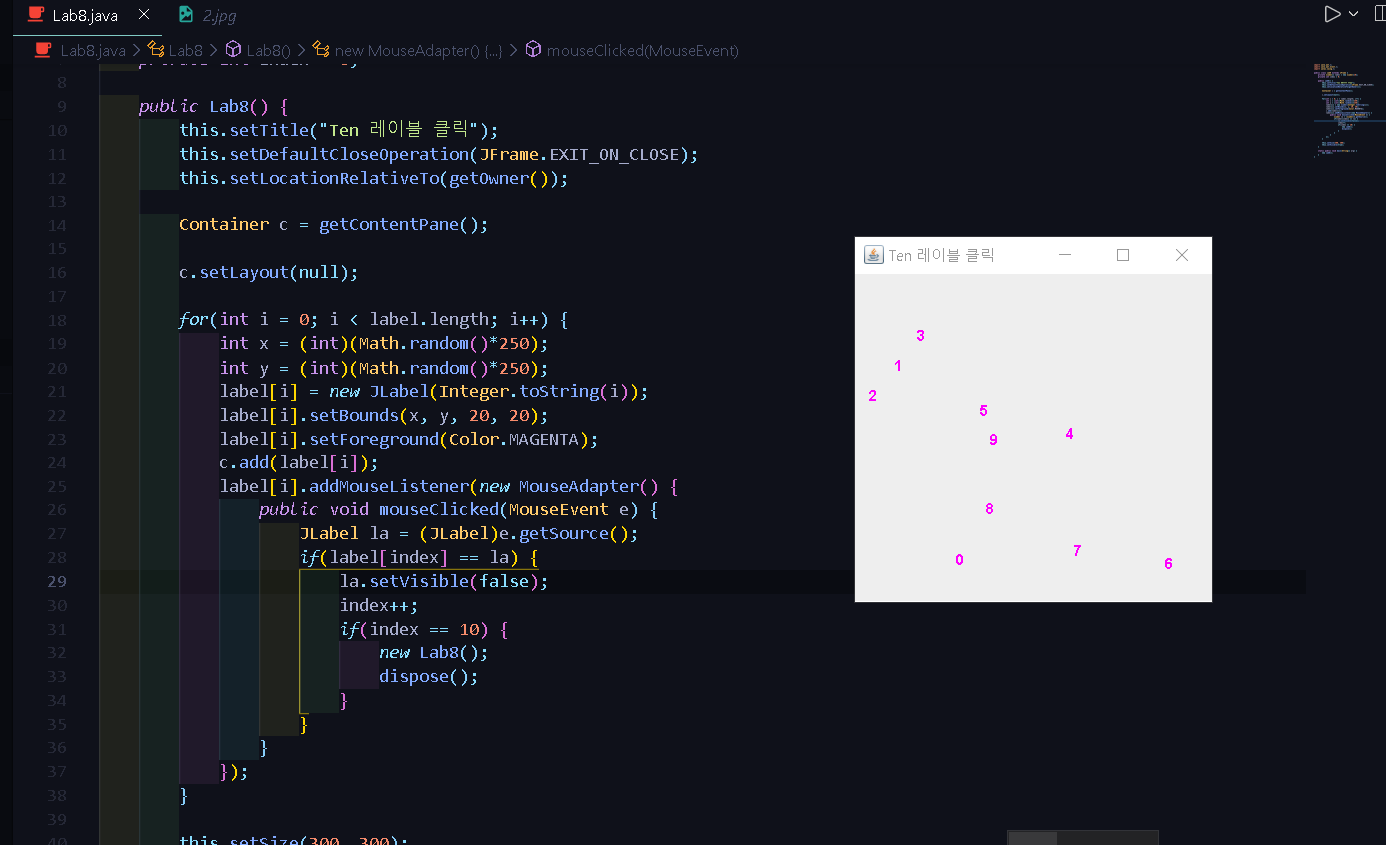 Lab8.java
2.jpg
Lab8.java > Lab8 > Lab8() > new MouseAdapter() {...} > mouseClicked(MouseEvent)
8
9 public Lab8() {
10 this.setTitle("Ten 레이블 클릭");
11 this.setDefaultCloseOperation(JFrame.EXIT_ON_CLOSE);
12 this.setLocationRelativeTo(getOwner());
13
14 Container c = getContentPane();
15
16 c.setLayout(null);
17
18 for(int i = 0; i < label.length; i++) {
19 int x = (int)(Math.random()*250);
20 int y = (int)(Math.random()*250);
21 label[i] = new JLabel(Integer.toString(i));
22 label[i].setBounds(x, y, 20, 20);
23 label[i].setForeground(Color.MAGENTA);
24 c.add(label[i]);
25 label[i].addMouseListener(new MouseAdapter() {
26 public void mouseClicked(MouseEvent e) {
27 JLabel la = (JLabel)e.getSource();
28 if(label[index] == la) {
29 la.setVisible(false);
30 index++;
31 if(index == 10) {
32 new Lab8();
33 dispose();
34 }
35 }
36 }
37 });
38 }
39
40 this.setSize(300, 300);
Ten 레이블 클릭
3
1
2
5
4
9
8
7
0
6